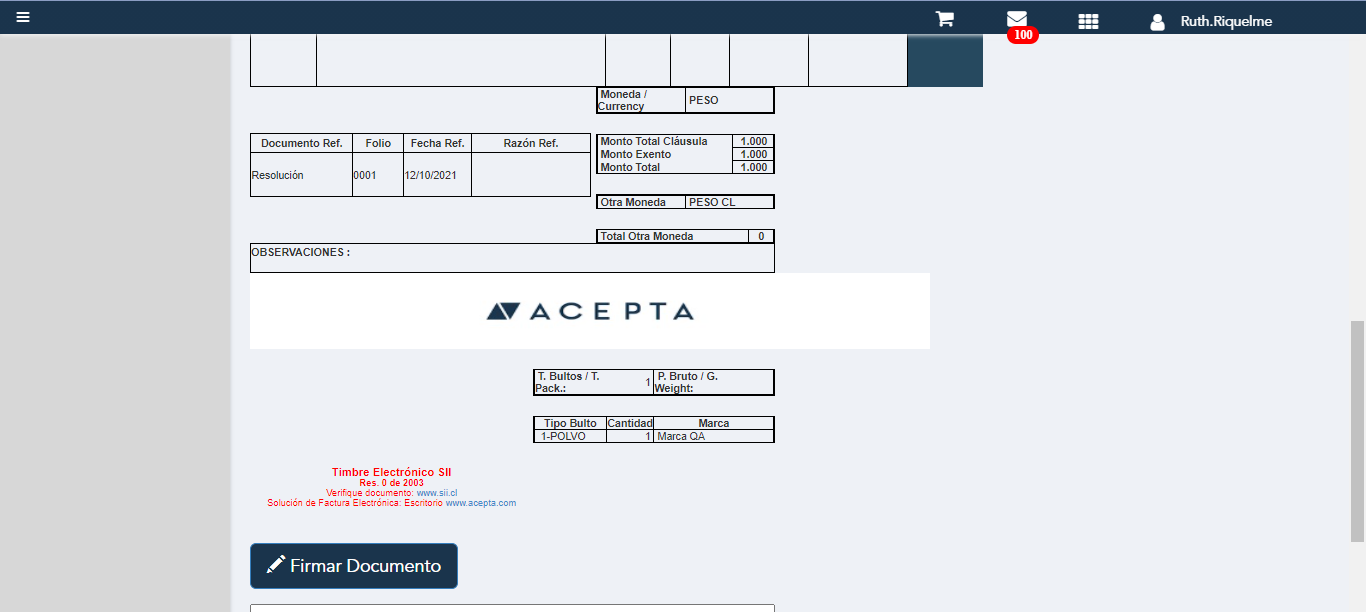 100
Ruth.Riquelme
Moneda / Currency PESO
Documento Ref. Folio Fecha Ref. Razón Ref.
Resolución 0001 12/10/2021
Monto Total Cláusula 1.000
Monto Exento 1.000
Monto Total 1.000
Otra Moneda PESO CL
Total Otra Moneda 0
OBSERVACIONES :
ACEPTA
T. Bultos / T. Pack.: 1 P. Bruto / G. Weight:
Tipo Bulto Cantidad Marca
1-POLVO 1 Marca QA
Timbre Electrónico SII
Res. 0 de 2003
Verifique documento: www.sii.cl
Solución de Factura Electrónica: Escritorio www.acepta.com
Firmar Documento